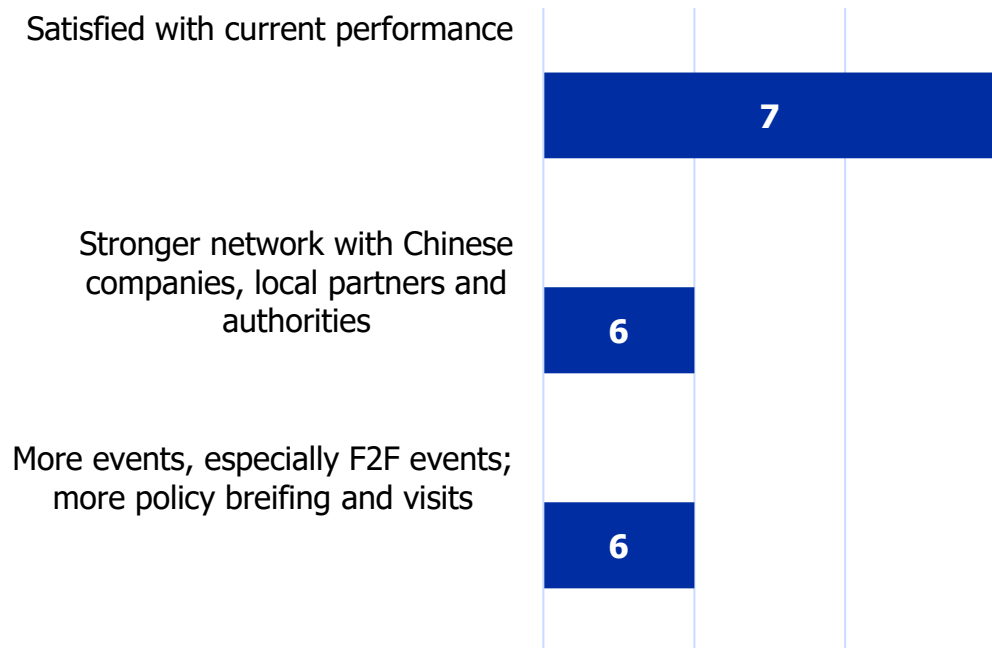 Satisfied with current performance
7
Stronger network with Chinese
companies, local partners and
authorities
6
More events, especially F2F events;
more policy breifing and visits
6